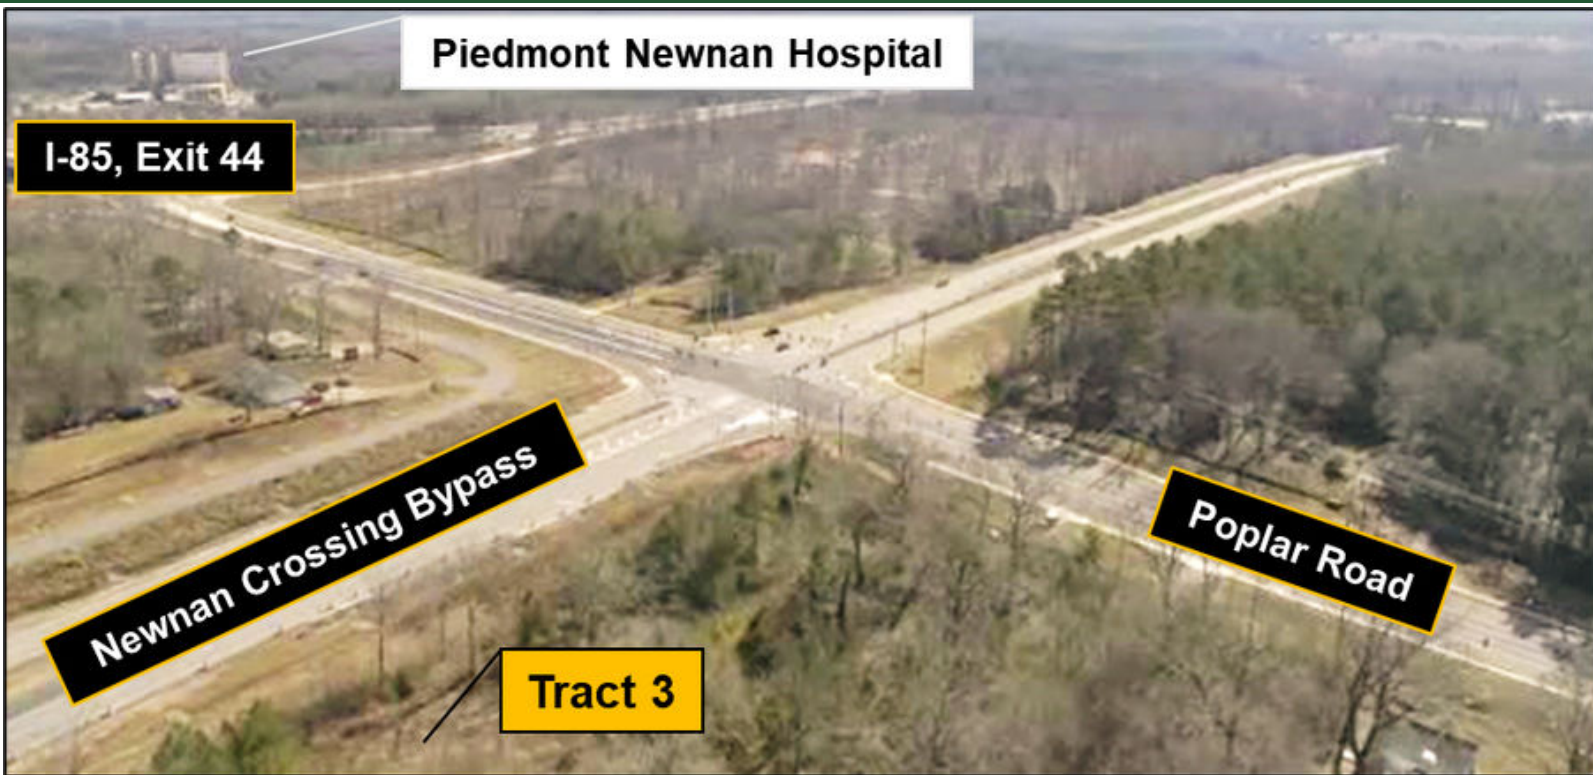 Piedmont Newnan Hospital
I-85, Exit 44
Newnan Crossing Bypass
Poplar Road
Tract 3